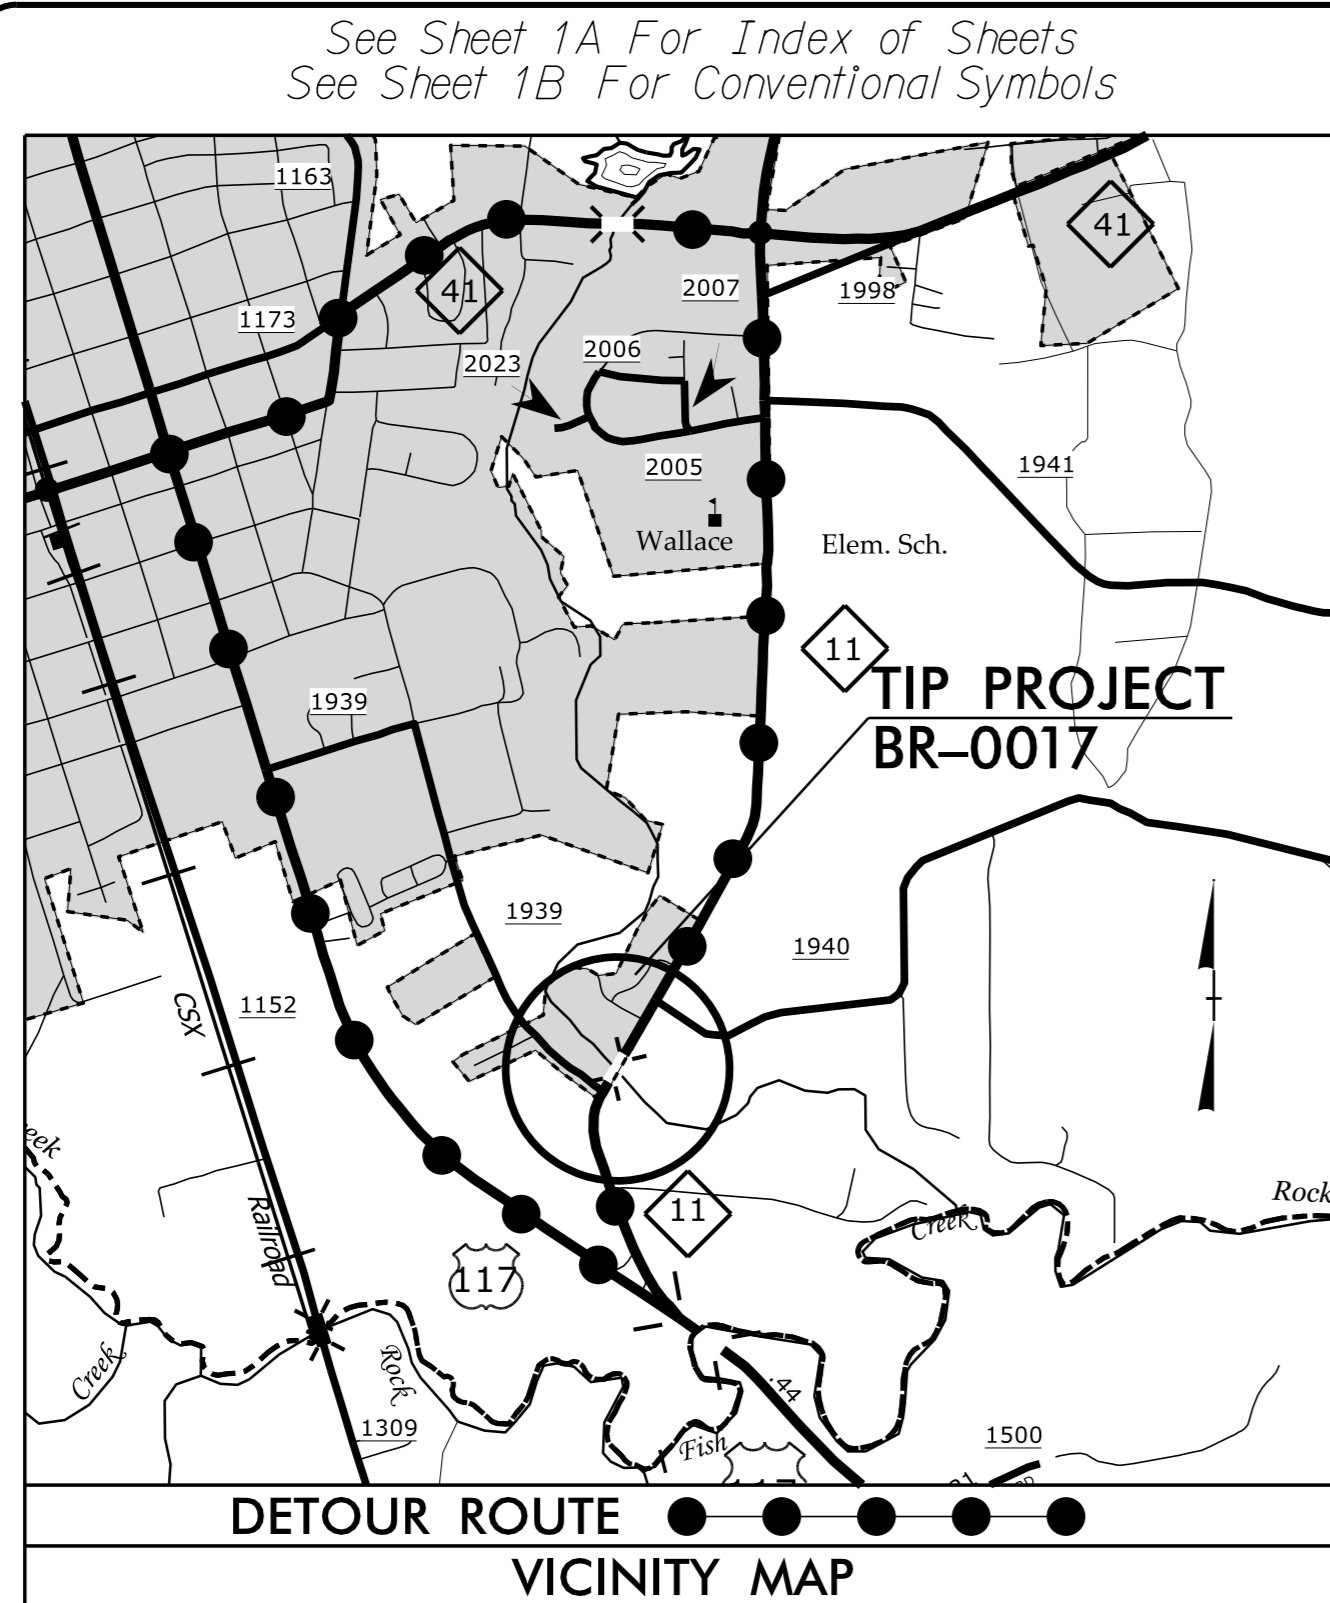 See Sheet 1A For Index of Sheets
See Sheet 1B For Conventional Symbols
1163
41
41
2007
1998
1173
2006
2023
1941
2005
Wallace Elem. Sch.
11
TIP PROJECT
BR-0017
1939
1939
1940
1152
CSX
Railroad
eek
Rock
Creek
11
117
Creek
Rock
.44
1309
Fish
1500
DETOUR ROUTE
VICINITY MAP